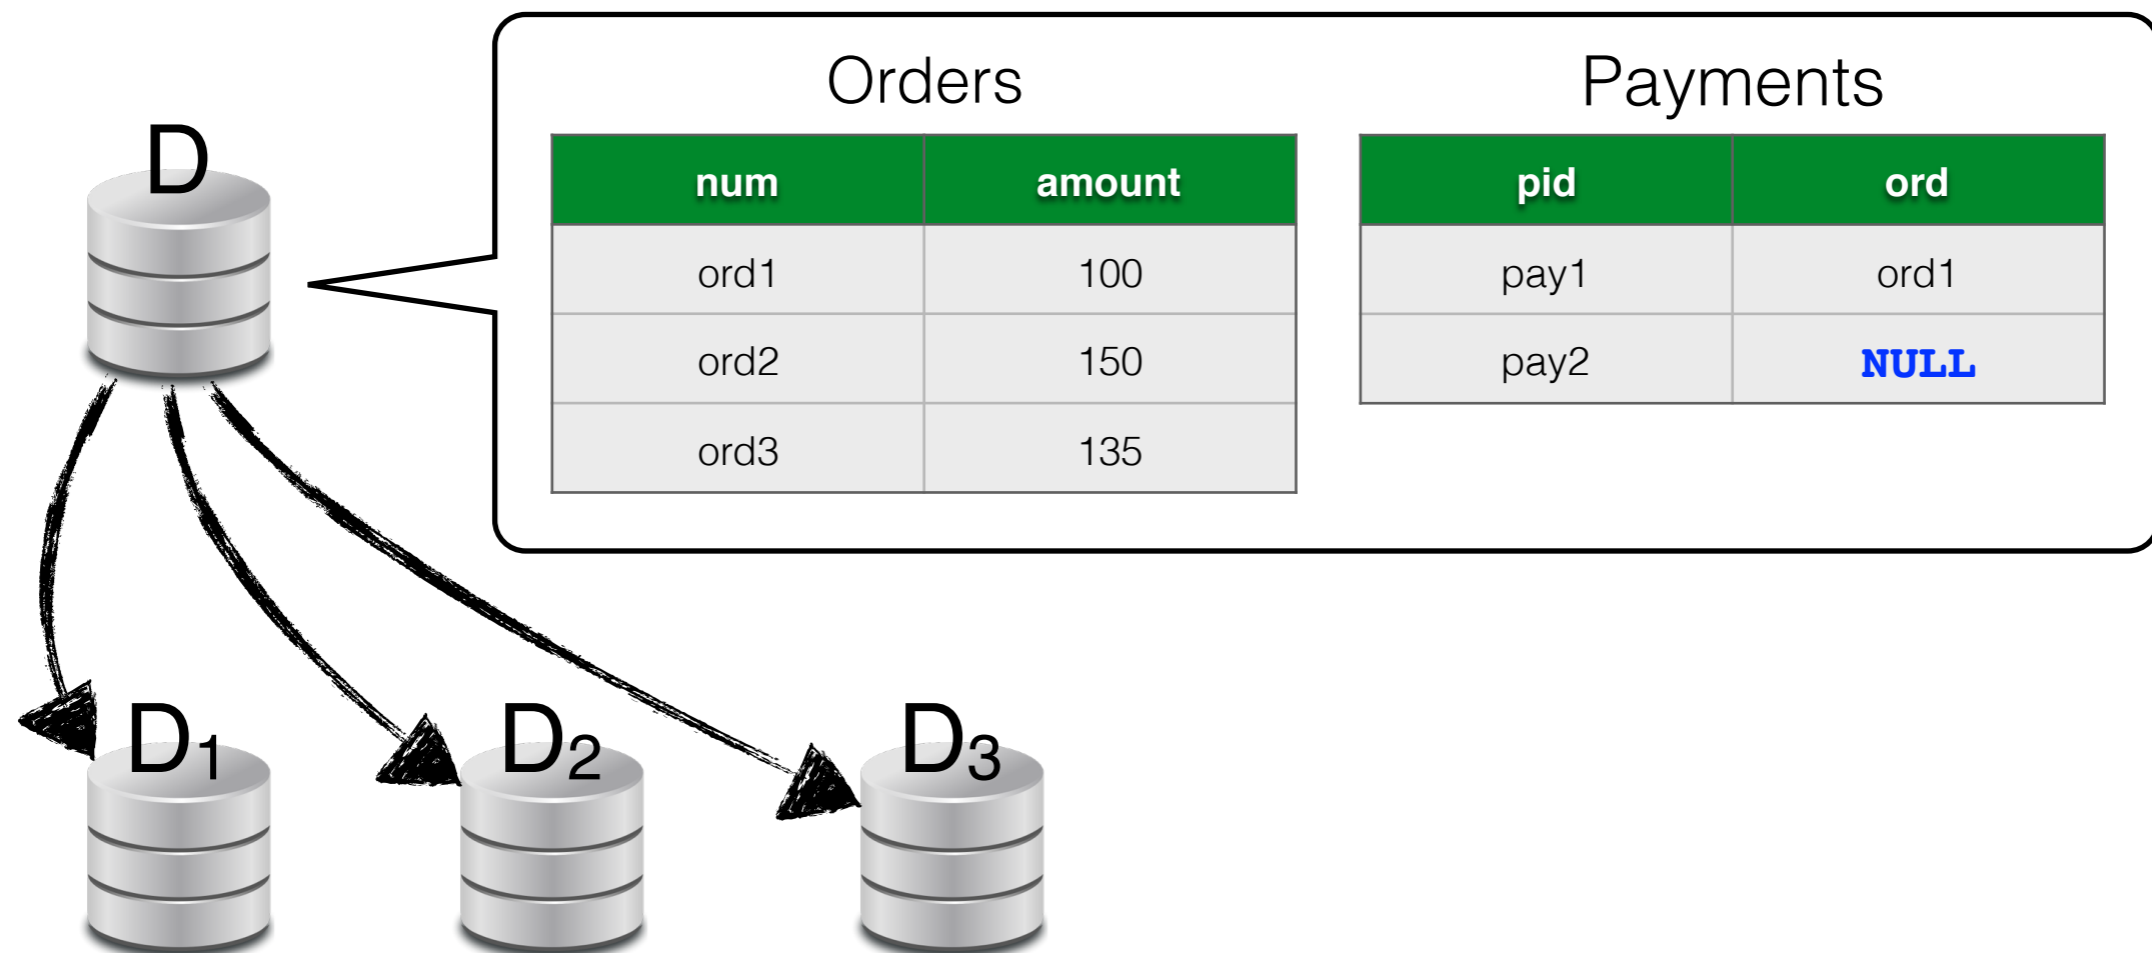 Orders Payments
D
num amount pid ord
ord1 100 pay1 ord1
ord2 150 pay2 NULL
ord3 135
D1 D2 D3